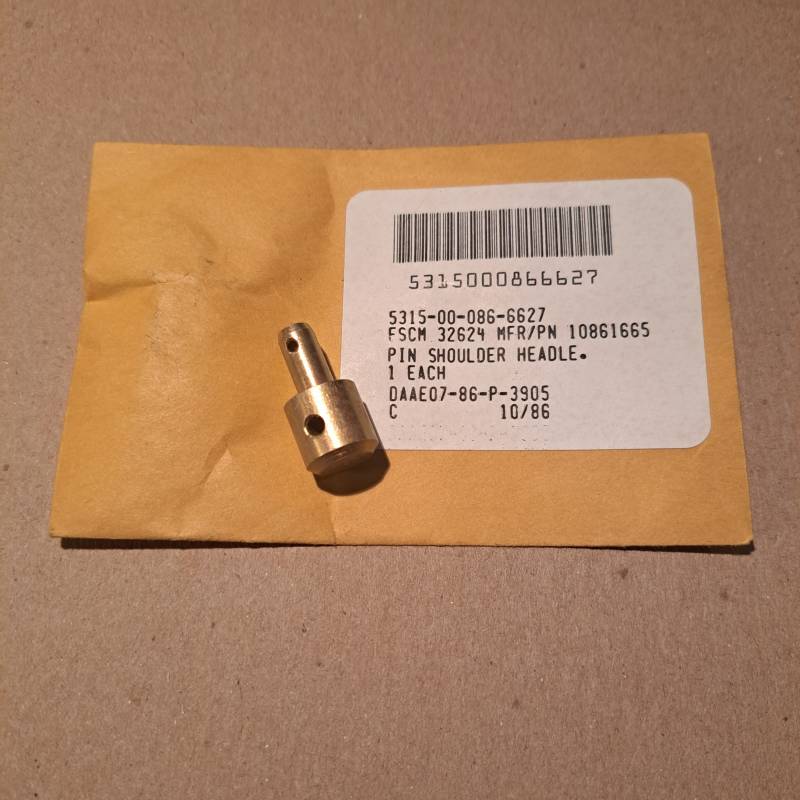 5315000866627
5315-00-086-6627
FSCM 32624 MFR/PN 10861665
PIN SHOULDER HEADLE.
1 EACH
DAAE07-86-P-3905
C 10/86